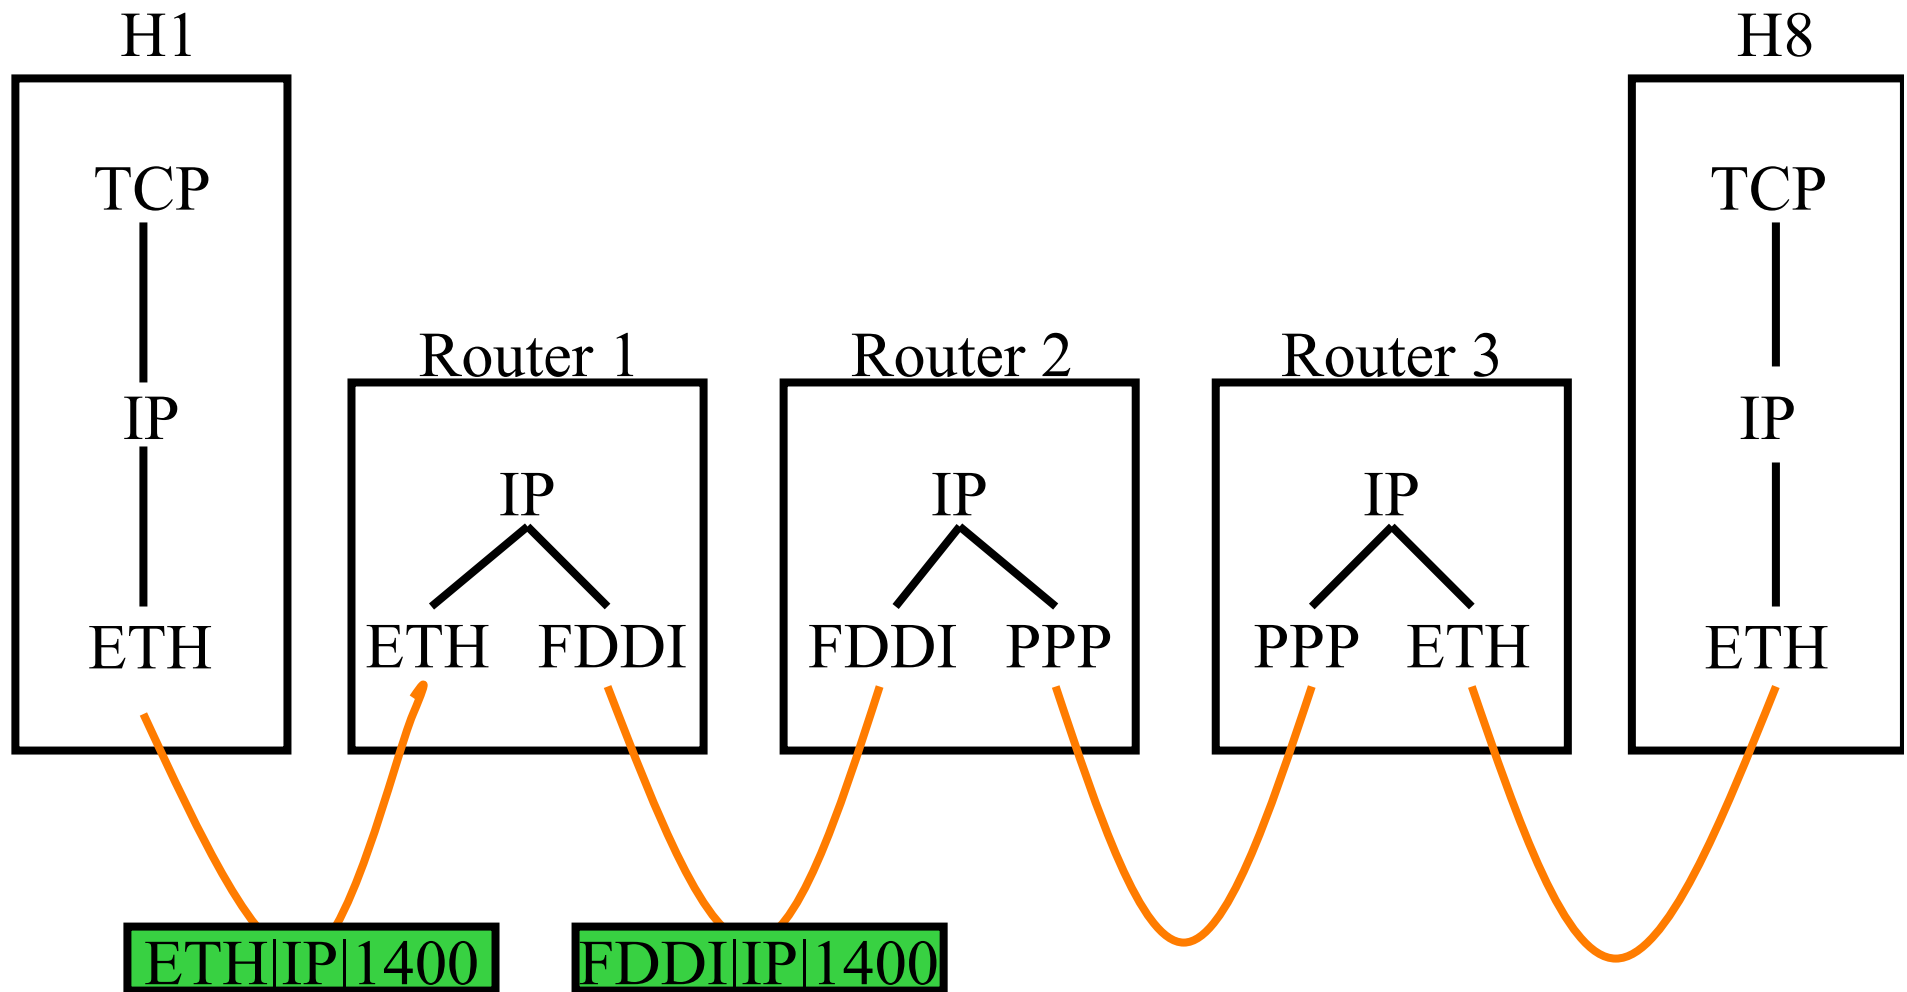 H1
H8
TCP
TCP
IP
IP
Router 1
Router 2
Router 3
IP
IP
IP
ETH
ETH FDDI
FDDI PPP
PPP ETH
ETH
ETH|IP|1400
FDDI|IP|1400